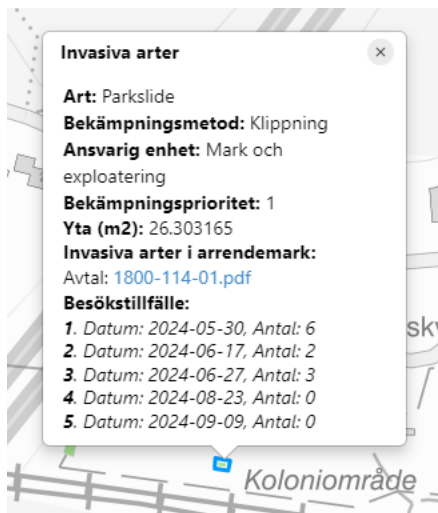 Invasiva arter
×
Art: Parkslide
Bekämpningsmetod: Klippning
Ansvarig enhet: Mark och
exploatering
Bekämpningsprioritet: 1
Yta (m2): 26.303165
Invasiva arter i arrendemark:
Avtal: 1800-114-01.pdf
Besökstillfälle:
1. Datum: 2024-05-30, Antal: 6
2. Datum: 2024-06-17, Antal: 2
3. Datum: 2024-06-27, Antal: 3
4. Datum: 2024-08-23, Antal: 0
5. Datum: 2024-09-09, Antal: 0
Koloniområde